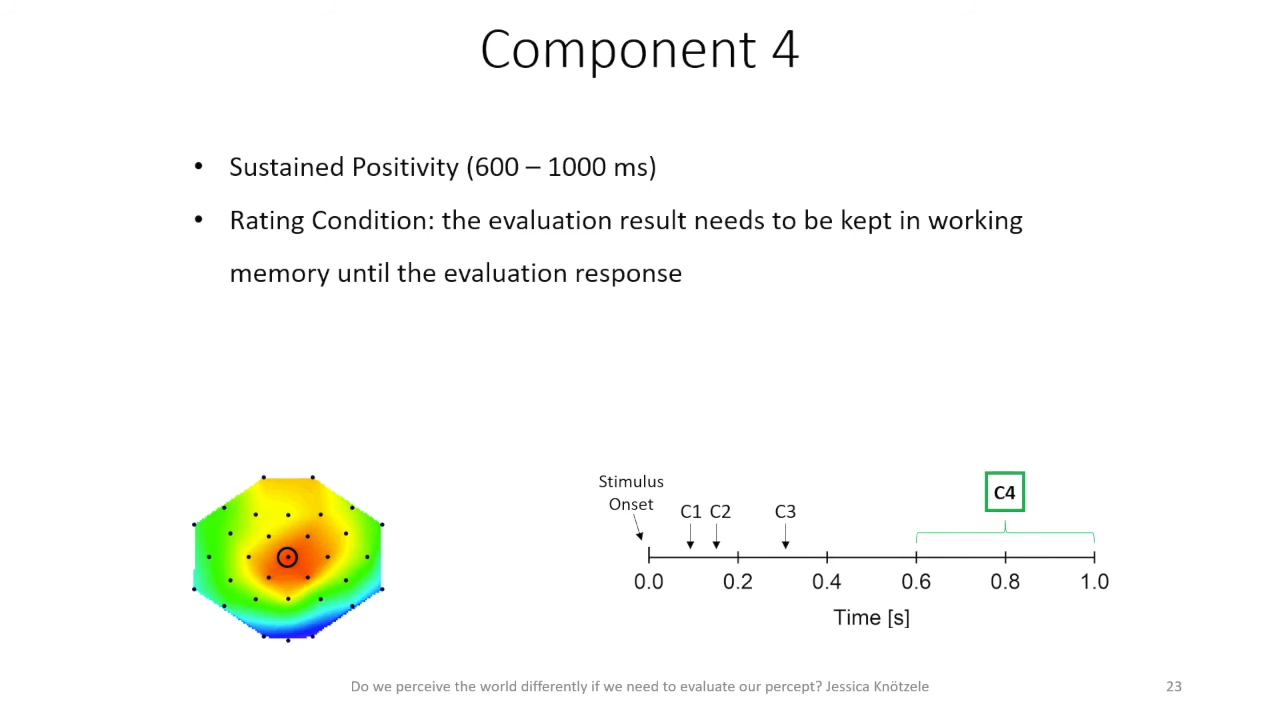 Component 4
• Sustained Positivity (600 – 1000 ms)
• Rating Condition: the evaluation result needs to be kept in working
memory until the evaluation response
Stimulus
Onset
C1 C2
C3
C4
0.0 0.2 0.4 0.6 0.8 1.0
Time [s]
Do we perceive the world differently if we need to evaluate our percept? Jessica Knötzele
23